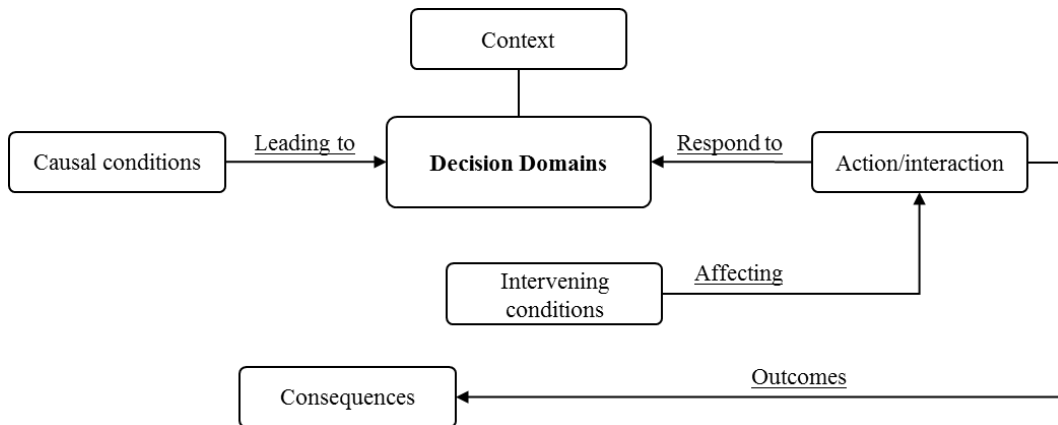 Context
Causal conditions
Leading to
Decision Domains
Respond to
Action/interaction
Intervening
conditions
Affecting
Consequences
Outcomes